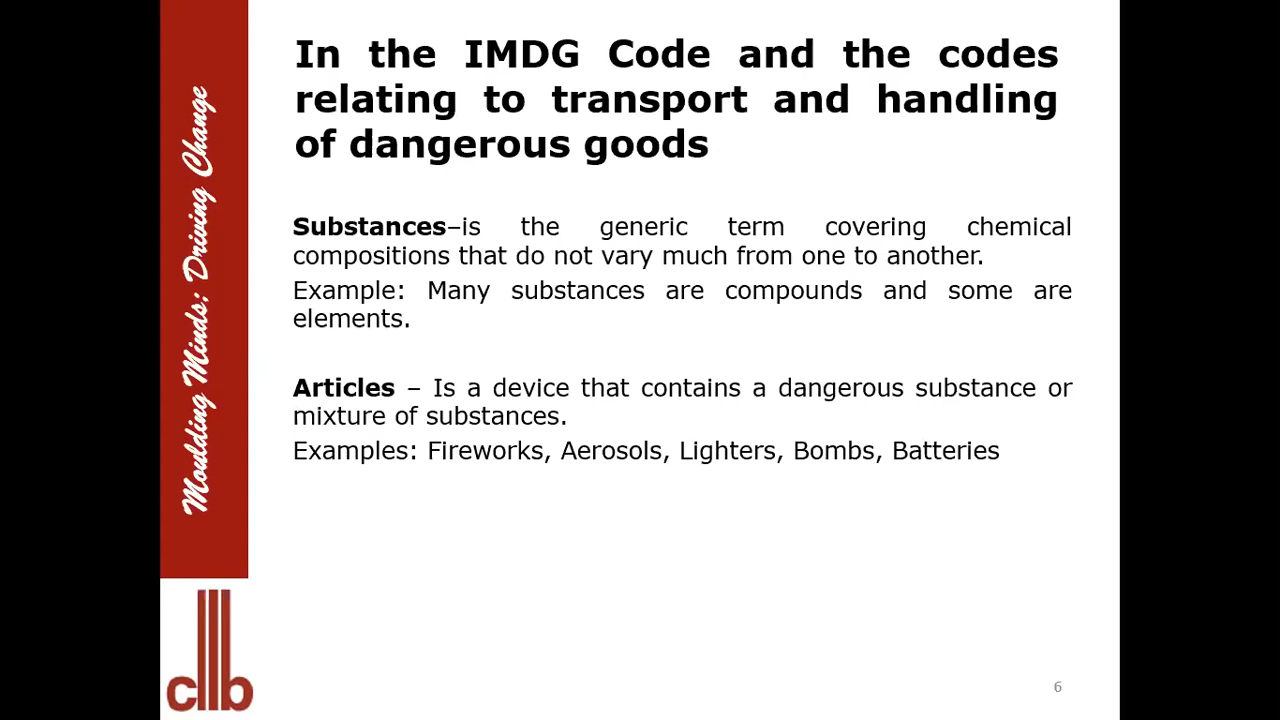 In the IMDG Code and the codes
relating to transport and handling
of dangerous goods
Substances–is the generic term covering chemical
compositions that do not vary much from one to another.
Example: Many substances are compounds and some are
elements.
Articles – Is a device that contains a dangerous substance or
mixture of substances.
Examples: Fireworks, Aerosols, Lighters, Bombs, Batteries
Moulding Minds; Driving Change
cllb
6